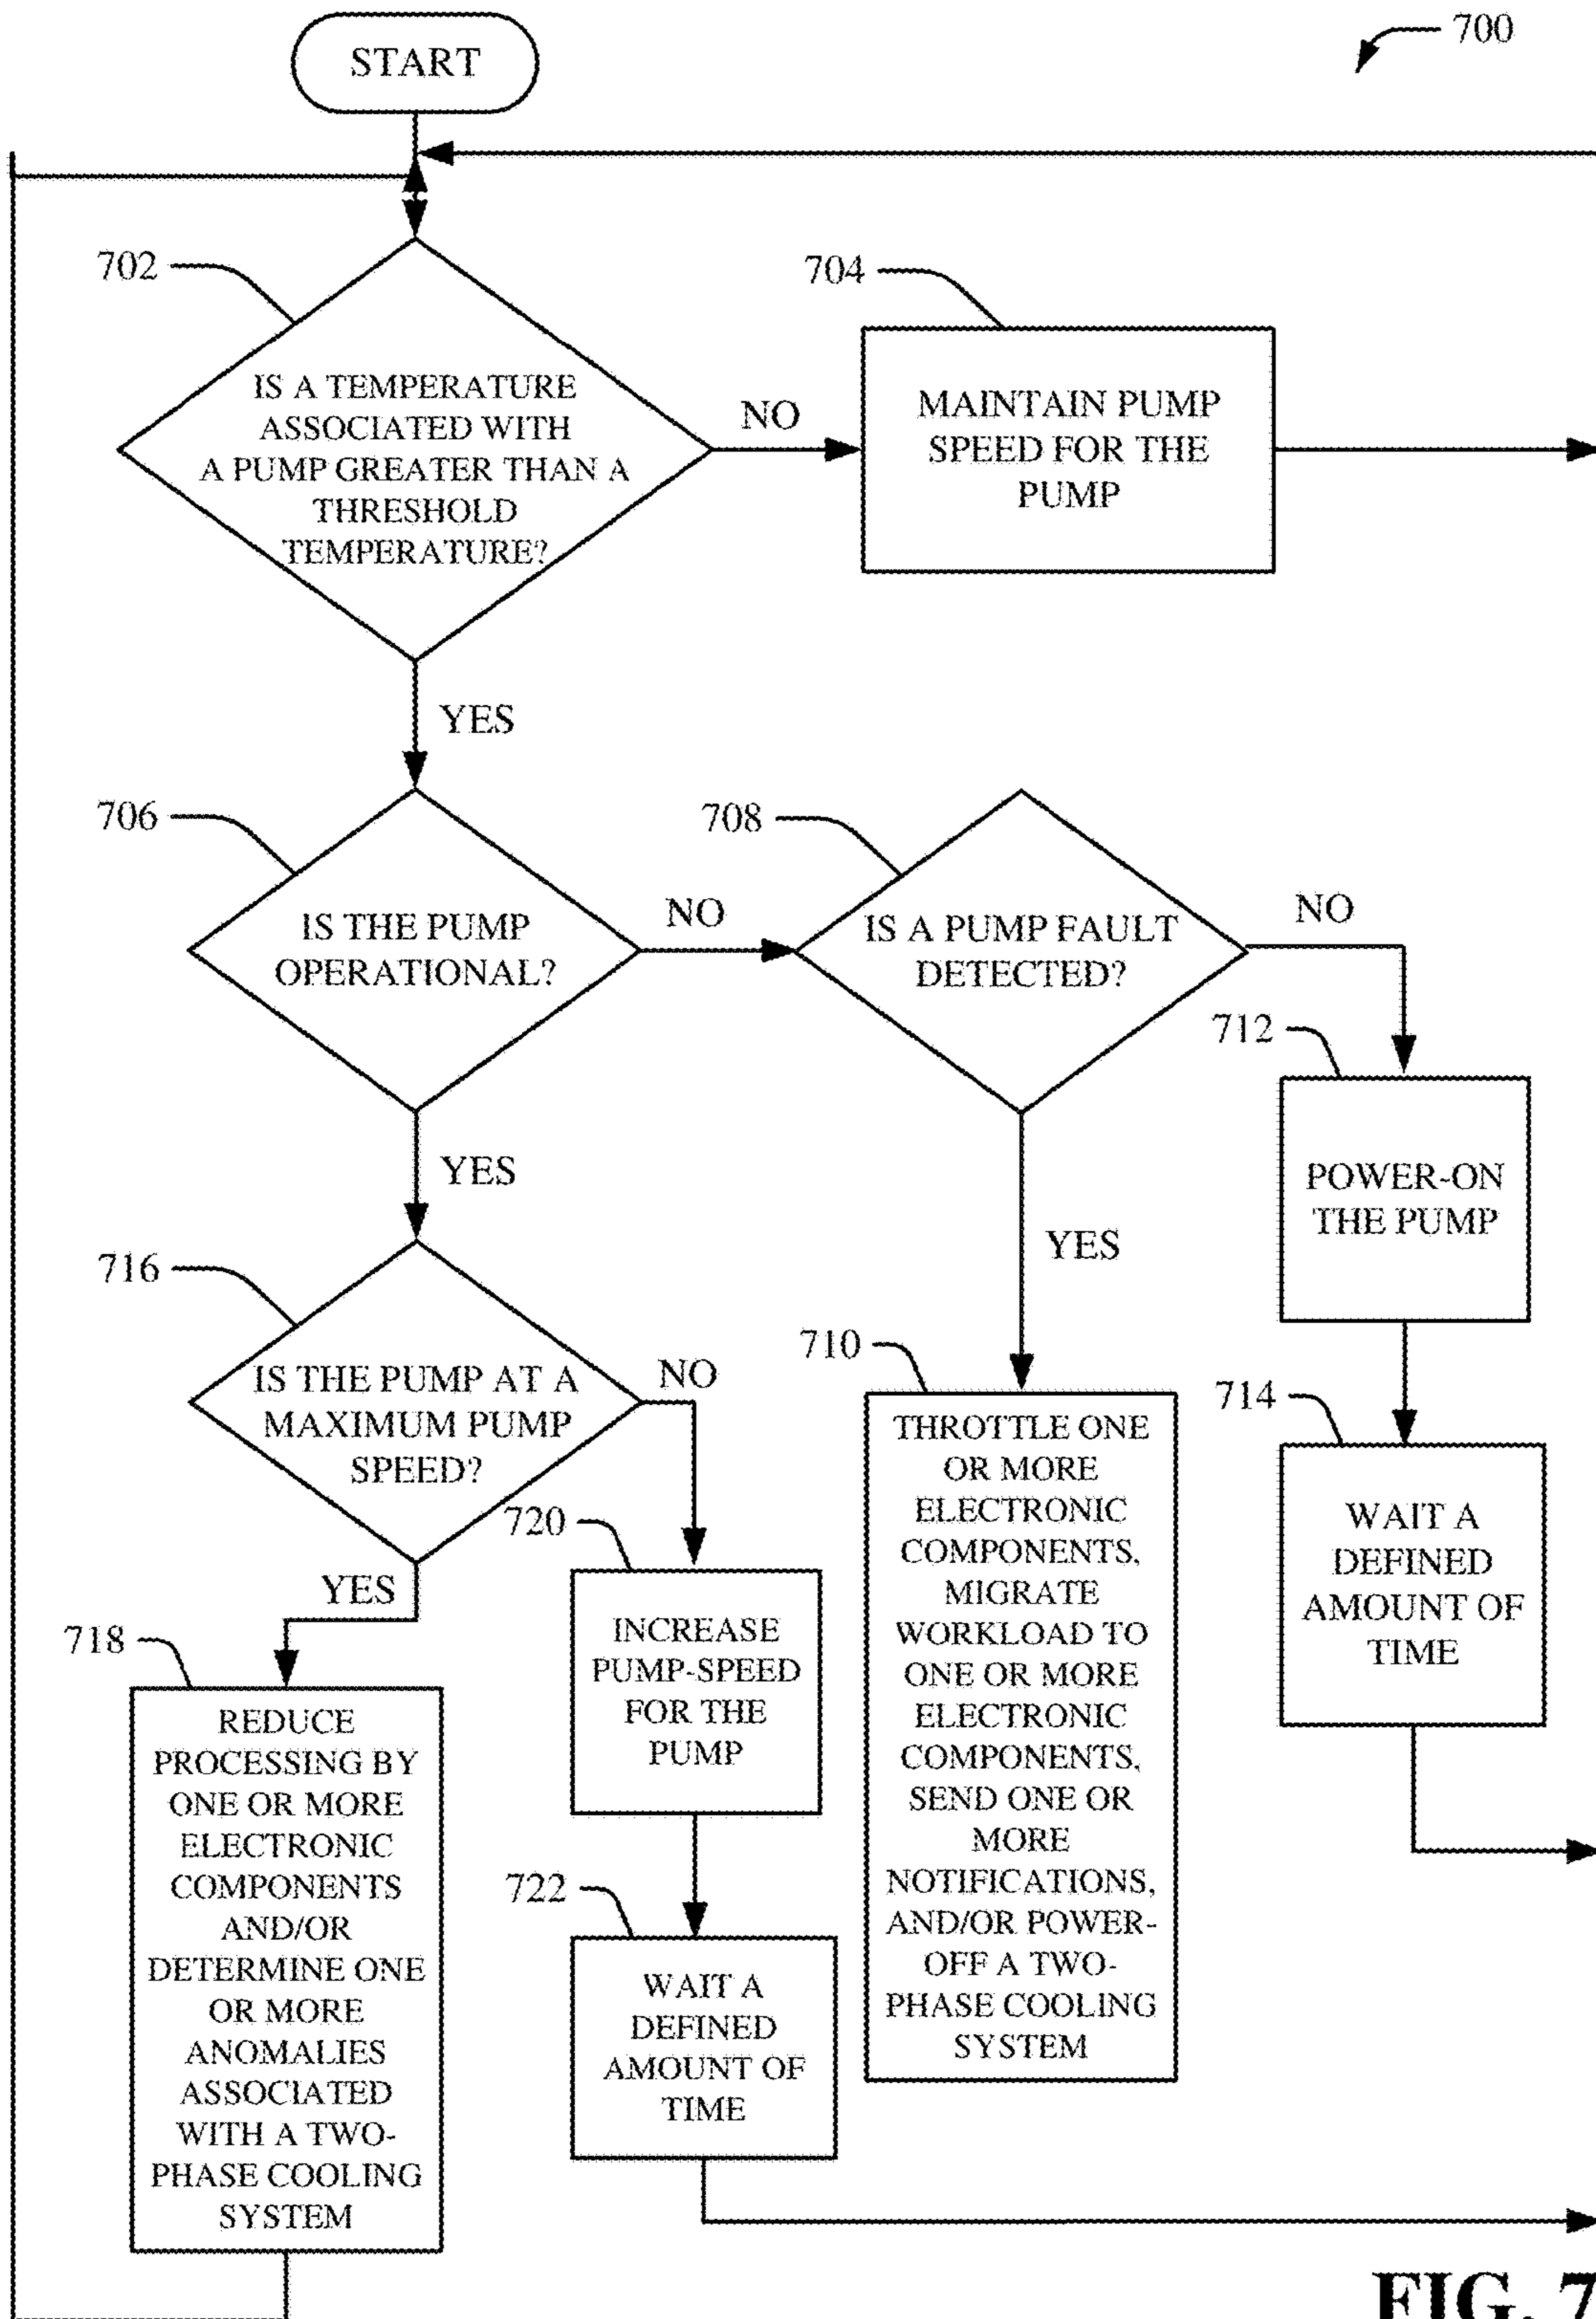 START
700
702
IS A TEMPERATURE
ASSOCIATED WITH
A PUMP GREATER THAN A
THRESHOLD
TEMPERATURE?
NO
704
MAINTAIN PUMP
SPEED FOR THE
PUMP
YES
706
IS THE PUMP
OPERATIONAL?
NO
708
IS A PUMP FAULT
DETECTED?
NO
712
POWER-ON
THE PUMP
YES
YES
716
IS THE PUMP AT A
MAXIMUM PUMP
SPEED?
NO
710
THROTTLE ONE
OR MORE
ELECTRONIC
COMPONENTS,
MIGRATE
WORKLOAD TO
ONE OR MORE
ELECTRONIC
COMPONENTS,
SEND ONE OR
MORE
NOTIFICATIONS,
AND/OR POWER-
OFF A TWO-
PHASE COOLING
SYSTEM
714
WAIT A
DEFINED
AMOUNT OF
TIME
YES
720
INCREASE
PUMP-SPEED
FOR THE
PUMP
718
REDUCE
PROCESSING BY
ONE OR MORE
ELECTRONIC
COMPONENTS
AND/OR
DETERMINE ONE
OR MORE
ANOMALIES
ASSOCIATED
WITH A TWO-
PHASE COOLING
SYSTEM
722
WAIT A
DEFINED
AMOUNT OF
TIME
FIG. 7